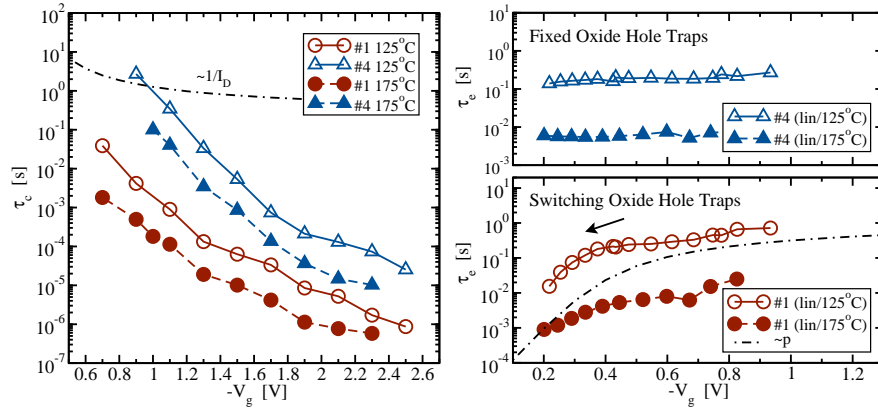 10²
10¹
10⁰
10⁻¹
10⁻²
10⁻³
10⁻⁴
10⁻⁵
10⁻⁶
10⁻⁷
τc [s]
~1/ID
#1 125°C
#4 125°C
#1 175°C
#4 175°C
0.6 0.8 1 1.2 1.4 1.6 1.8 2 2.2 2.4 2.6
-Vg [V]
Fixed Oxide Hole Traps
10¹
10⁰
10⁻¹
10⁻²
10⁻³
τe [s]
#4 (lin/125°C)
#4 (lin/175°C)
Switching Oxide Hole Traps
10¹
10⁰
10⁻¹
10⁻²
10⁻³
10⁻⁴
τe [s]
#1 (lin/125°C)
#1 (lin/175°C)
~p
0.2 0.4 0.6 0.8 1 1.2
-Vg [V]